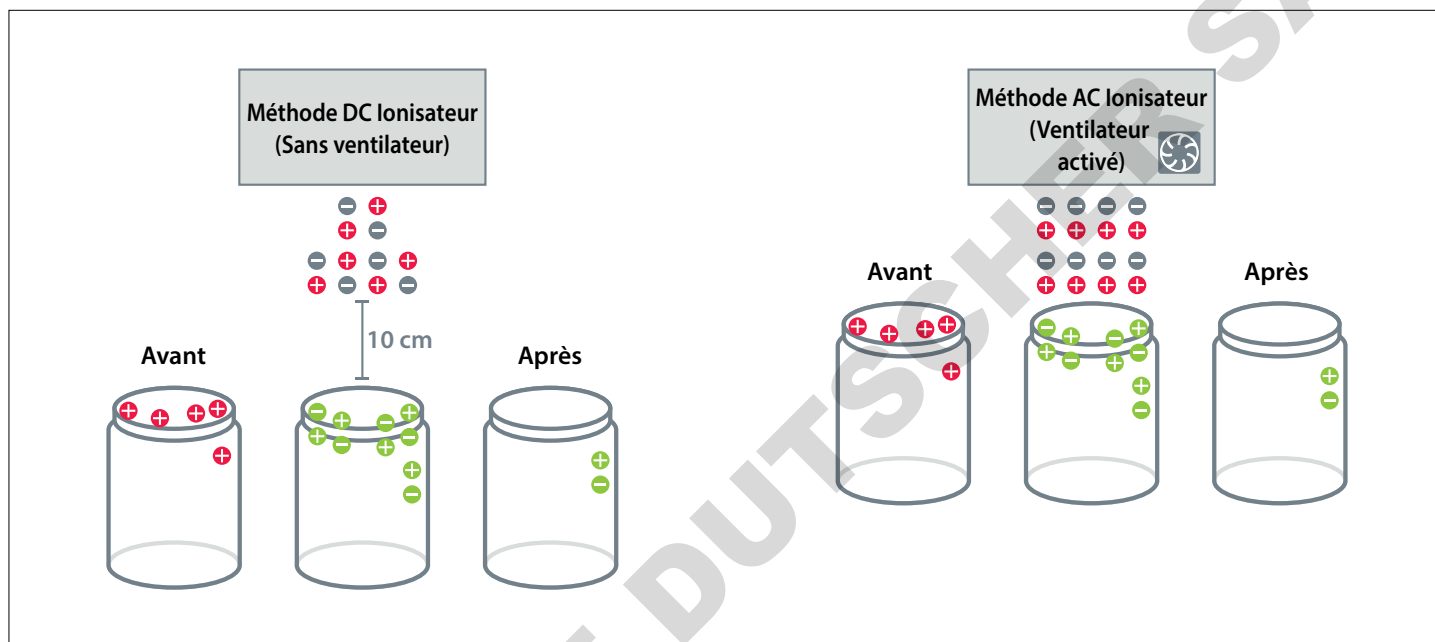 Méthode DC Ionisateur
(Sans ventilateur)
10 cm
Avant
Après
Méthode AC Ionisateur
(Ventilateur
activé)
Avant
Après
DUTSCHER SA